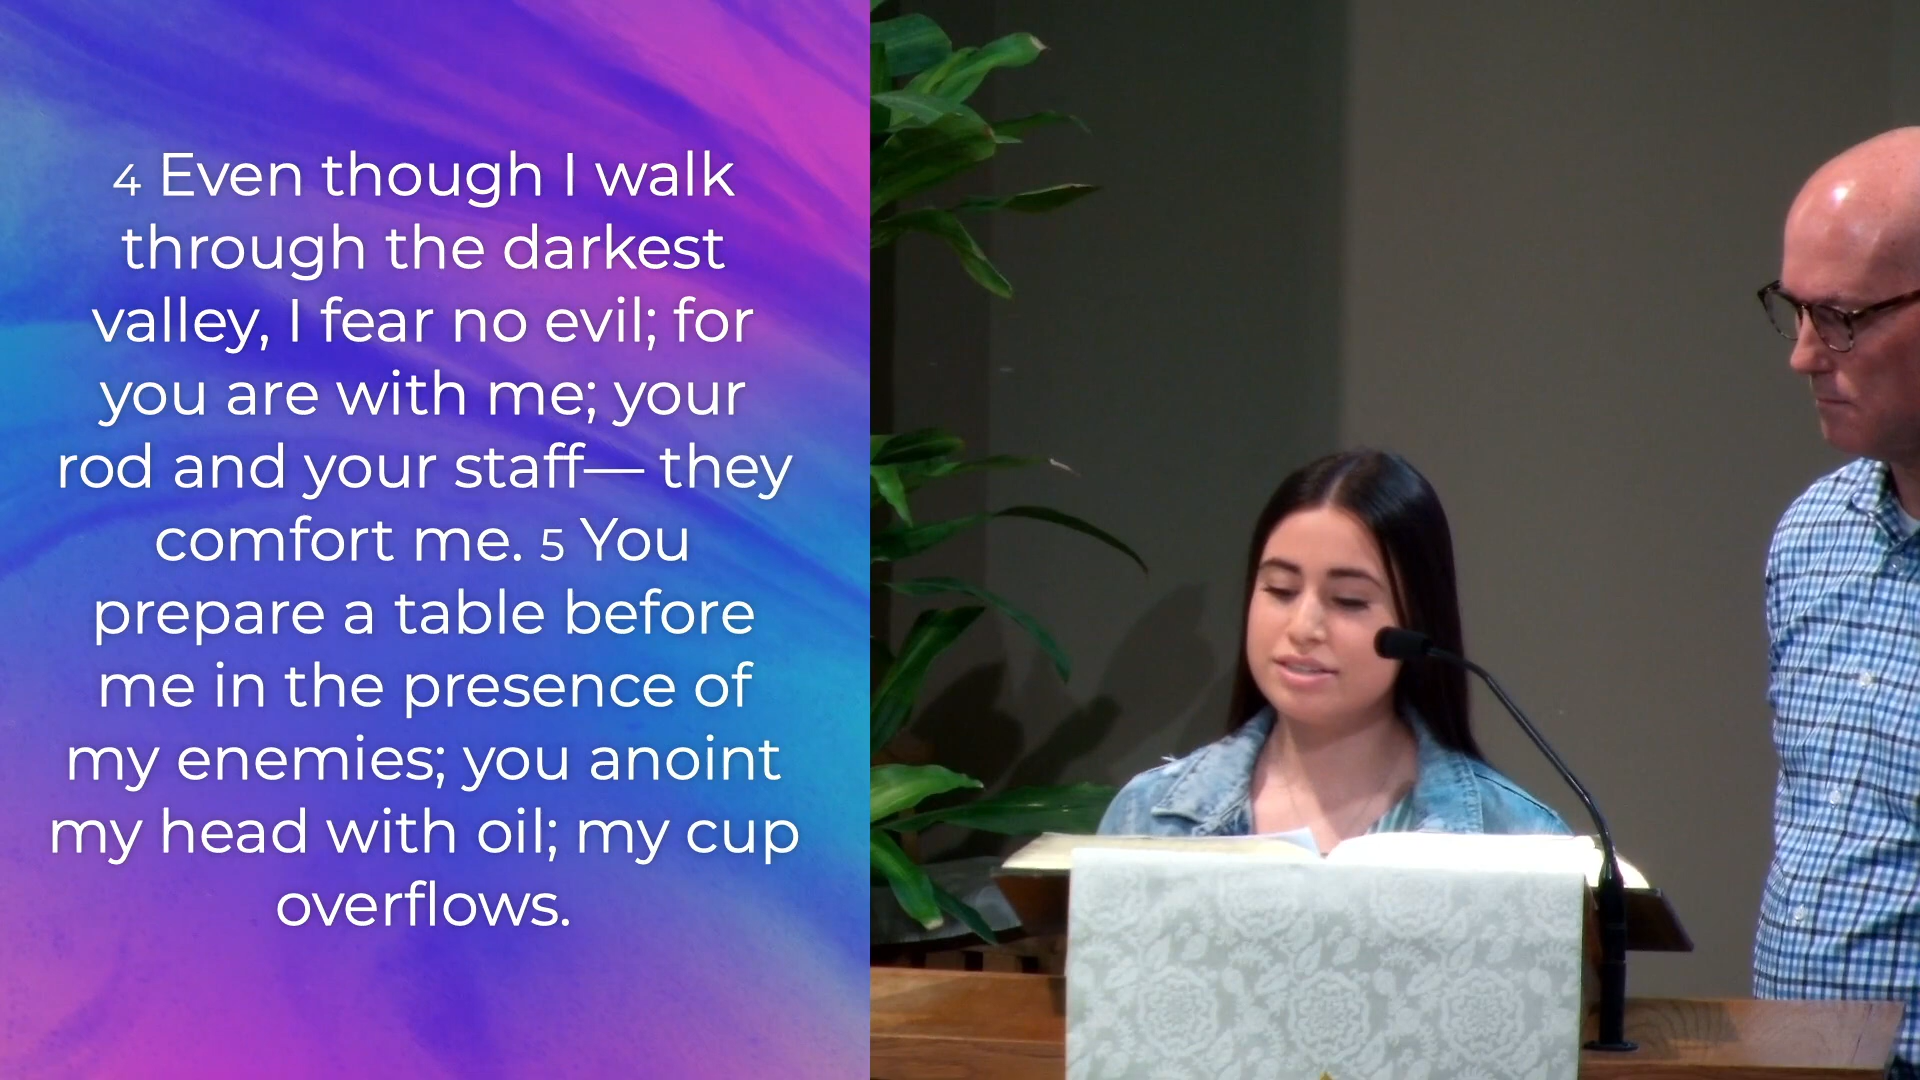 4 Even though I walk
through the darkest
valley, I fear no evil; for
you are with me; your
rod and your staff— they
comfort me. 5 You
prepare a table before
me in the presence of
my enemies; you anoint
my head with oil; my cup
overflows.